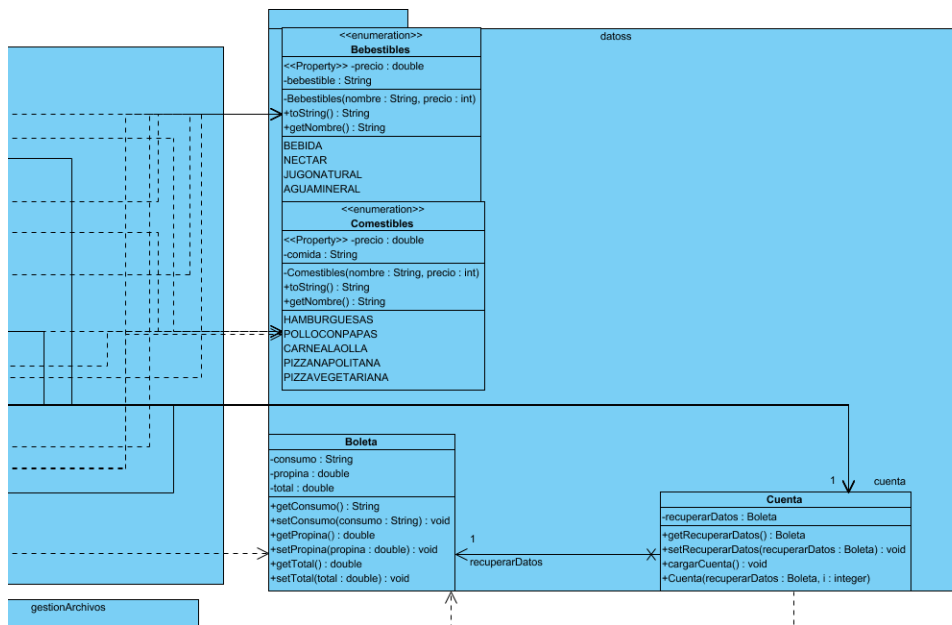 datoss
<<enumeration>>
Bebestibles
<<Property>> -precio : double
-bebestible : String
-Bebestibles(nombre : String, precio : int)
+toString() : String
+getNombre() : String
BEBIDA
NECTAR
JUGONATURAL
AGUAMINERAL
<<enumeration>>
Comestibles
<<Property>> -precio : double
-comida : String
-Comestibles(nombre : String, precio : int)
+toString() : String
+getNombre() : String
HAMBURGUESAS
POLLOCONPAPAS
CARNEALAOLLA
PIZZANAPOLITANA
PIZZAVEGETARIANA
Boleta
-consumo : String
-propina : double
-total : double
+getConsumo() : String
+setConsumo(consumo : String) : void
+getPropina() : double
+setPropina(propina : double) : void
+getTotal() : double
+setTotal(total : double) : void
1
recuperarDatos
1
cuenta
Cuenta
-recuperarDatos : Boleta
+getRecuperarDatos() : Boleta
+setRecuperarDatos(recuperarDatos : Boleta) : void
+cargarCuenta() : void
+Cuenta(recuperarDatos : Boleta, i : integer)
gestionArchivos